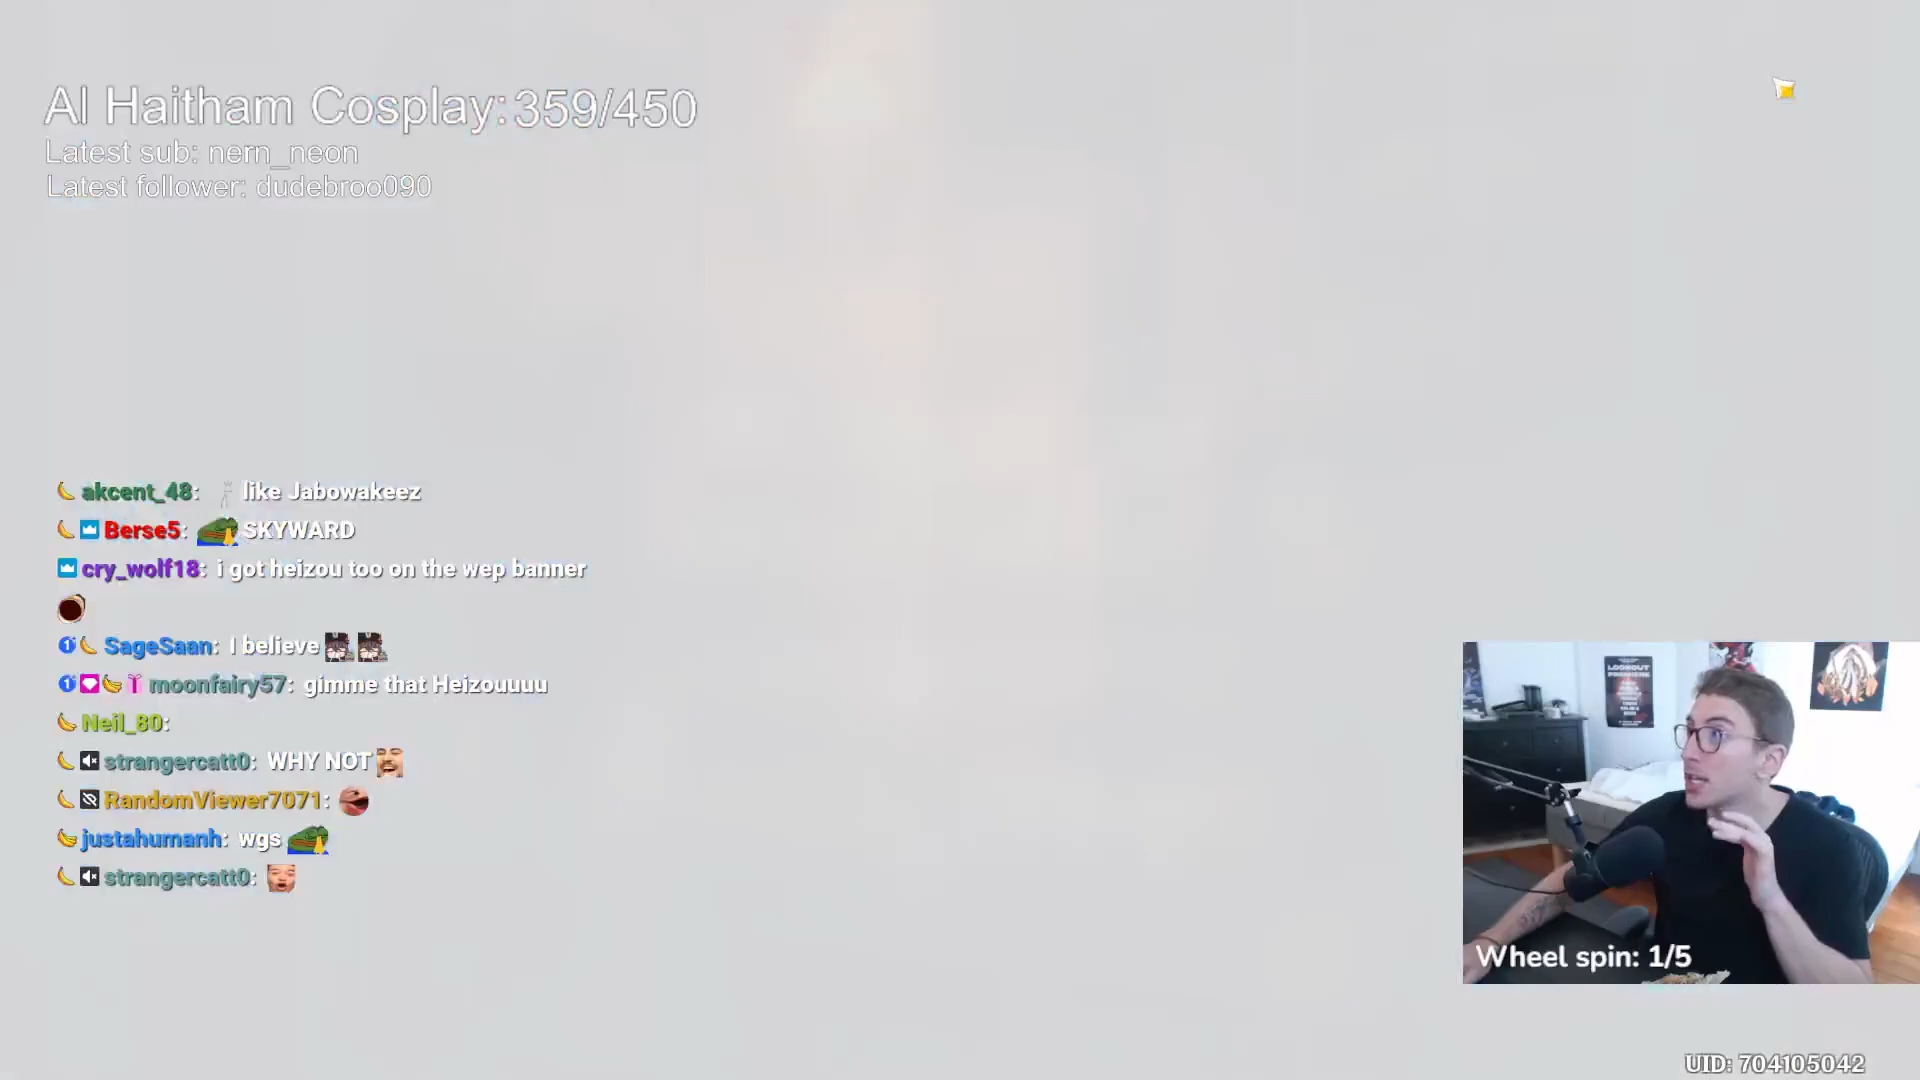 Al Haitham Cosplay:359/450
Latest sub: nern_neon
Latest follower: dudebroo090
akcent_48: like Jabowakeez
Berse5: SKYWARD
cry_wolf18: i got heizou too on the wep banner
SageSaan: I believe
moonfairy57: gimme that Heizouuuu
Neil_80:
strangercatt0: WHY NOT
RandomViewer7071:
justahumanh: wgs
strangercatt0:
LOOKOUT
Wheel spin: 1/5
UID: 704105042